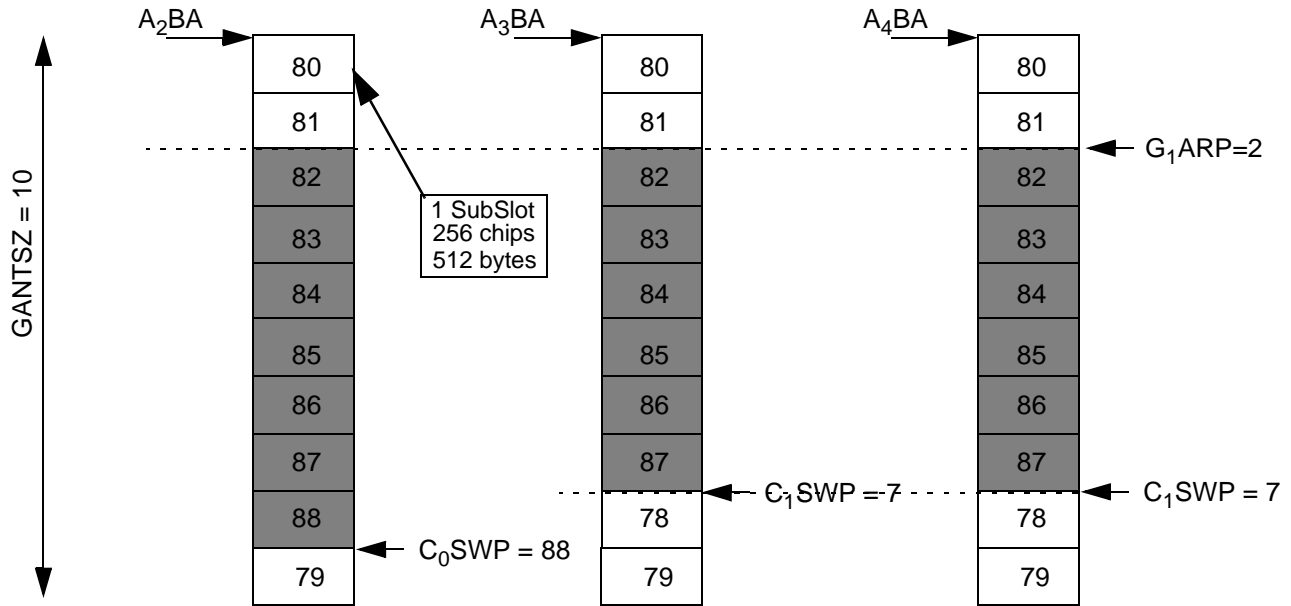 A2BA
A3BA
A4BA
80
80
80
81
81
81
G1ARP=2
82
82
82
1 SubSlot
256 chips
512 bytes
83
83
83
GANTSZ = 10
84
84
84
85
85
85
86
86
86
87
87
87
C1SWP = 7
C1SWP = 7
88
78
78
C0SWP = 88
79
79
79